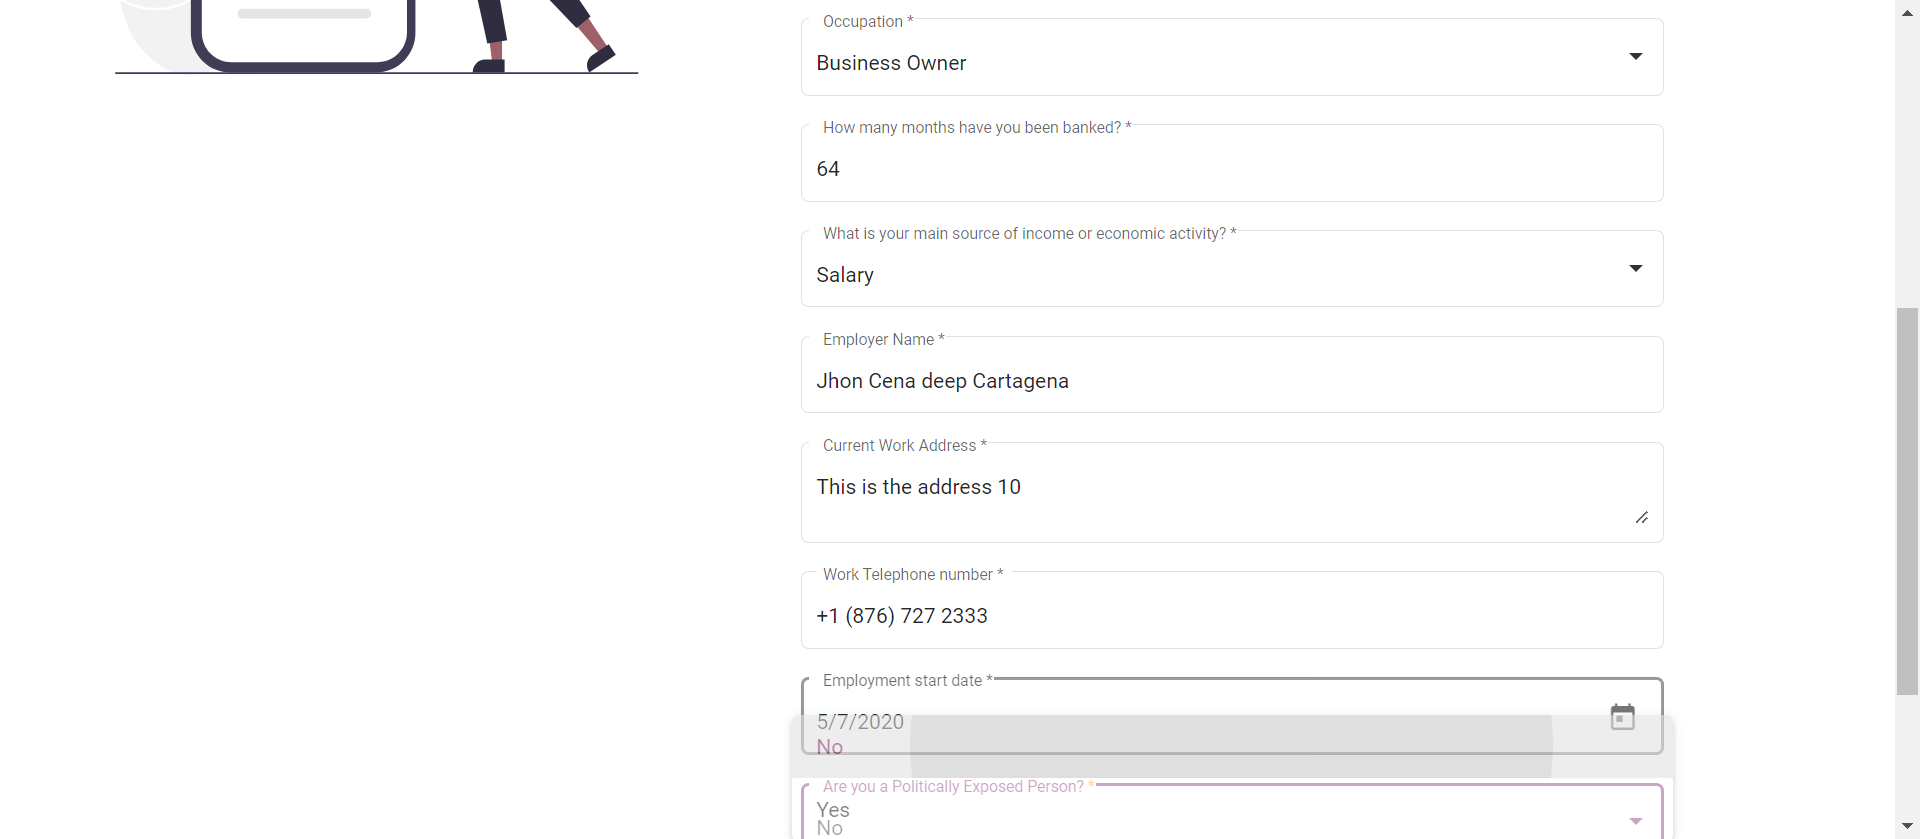 Occupation *
Business Owner
How many months have you been banked? *
64
What is your main source of income or economic activity? *
Salary
Employer Name *
Jhon Cena deep Cartagena
Current Work Address *
This is the address 10
Work Telephone number *
+1 (876) 727 2333
Employment start date *
5/7/2020
No
Are you a Politically Exposed Person? *
Yes
No